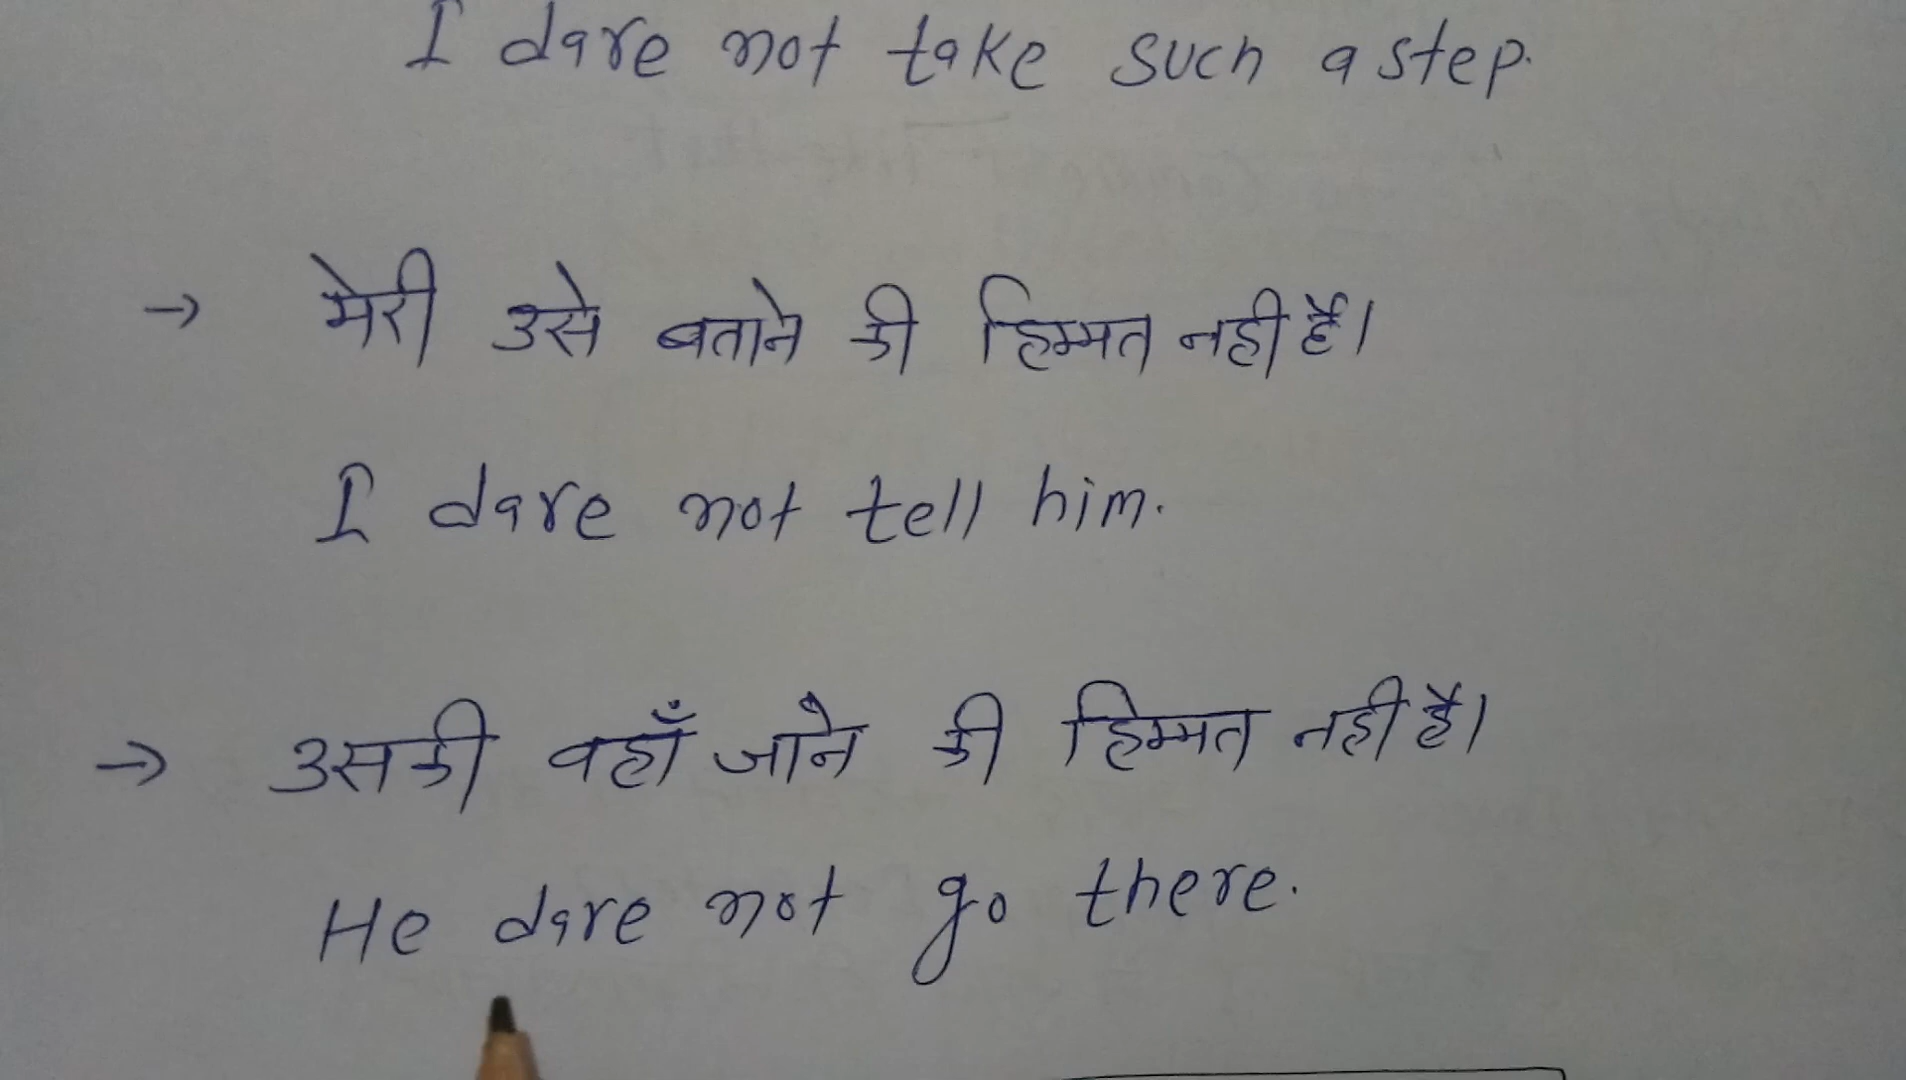 I dare not take such a step.
→ मेरी उसे बताने की हिम्मत नही है।
I dare not tell him.
→ उसकी वहाँ जाने की हिम्मत नही है।
He dare not go there.